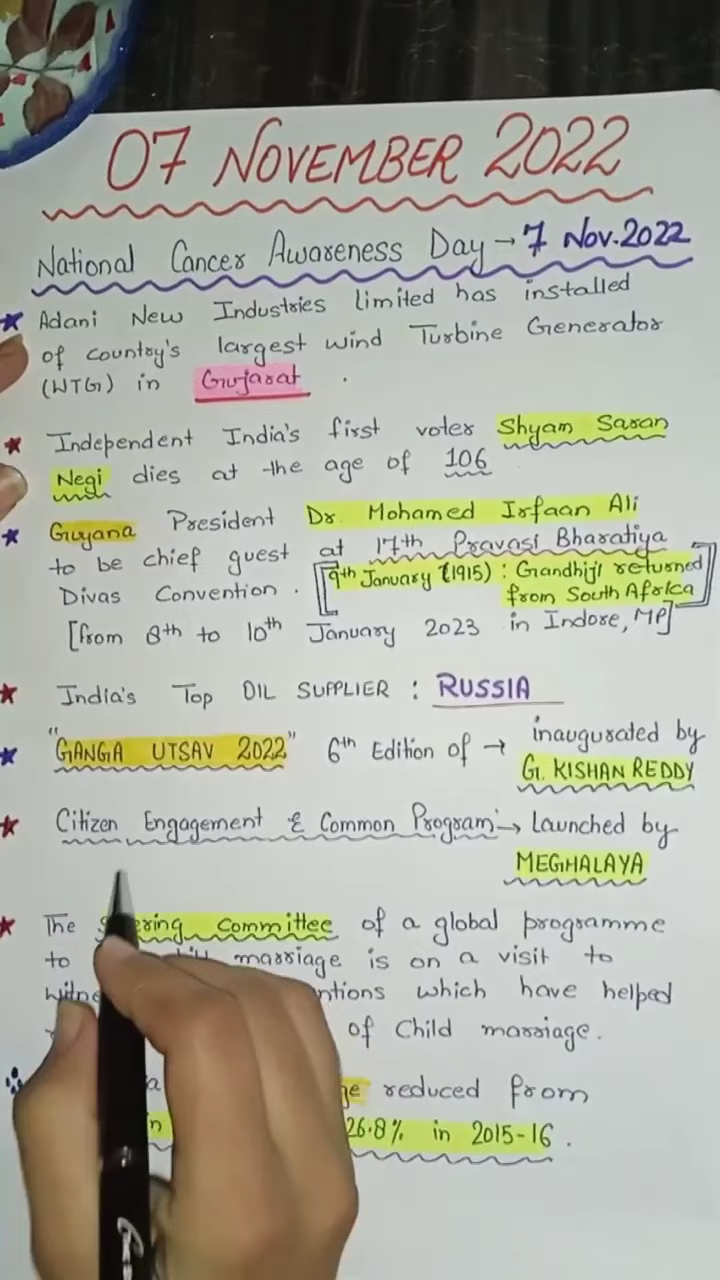 07 NOVEMBER 2022
National Cancer Awareness Day → 7 Nov.2022
Adani New Industries limited has installed
of country's largest wind Turbine Generator
(WTG) in Gujarat .
Independent India's first voter Shyam Saran
Negi dies at the age of 106
Guyana President Dr Mohamed Irfaan Ali
to be chief guest at 17th Pravasi Bharatiya
Divas Convention . [9th January (1915) : Gandhiji returned
from South Africa]
[from 8th to 10th January 2023 in Indore, MP]
India's Top OIL SUPPLIER : RUSSIA
"GANGA UTSAV 2022" 6th Edition of → inaugurated by
G. KISHAN REDDY
Citizen Engagement & Common Program → Launched by
MEGHALAYA
The committee of a global programme
to marriage is on a visit to
which have helped
of Child marriage.
reduced from
in 26.8% in 2015-16 .